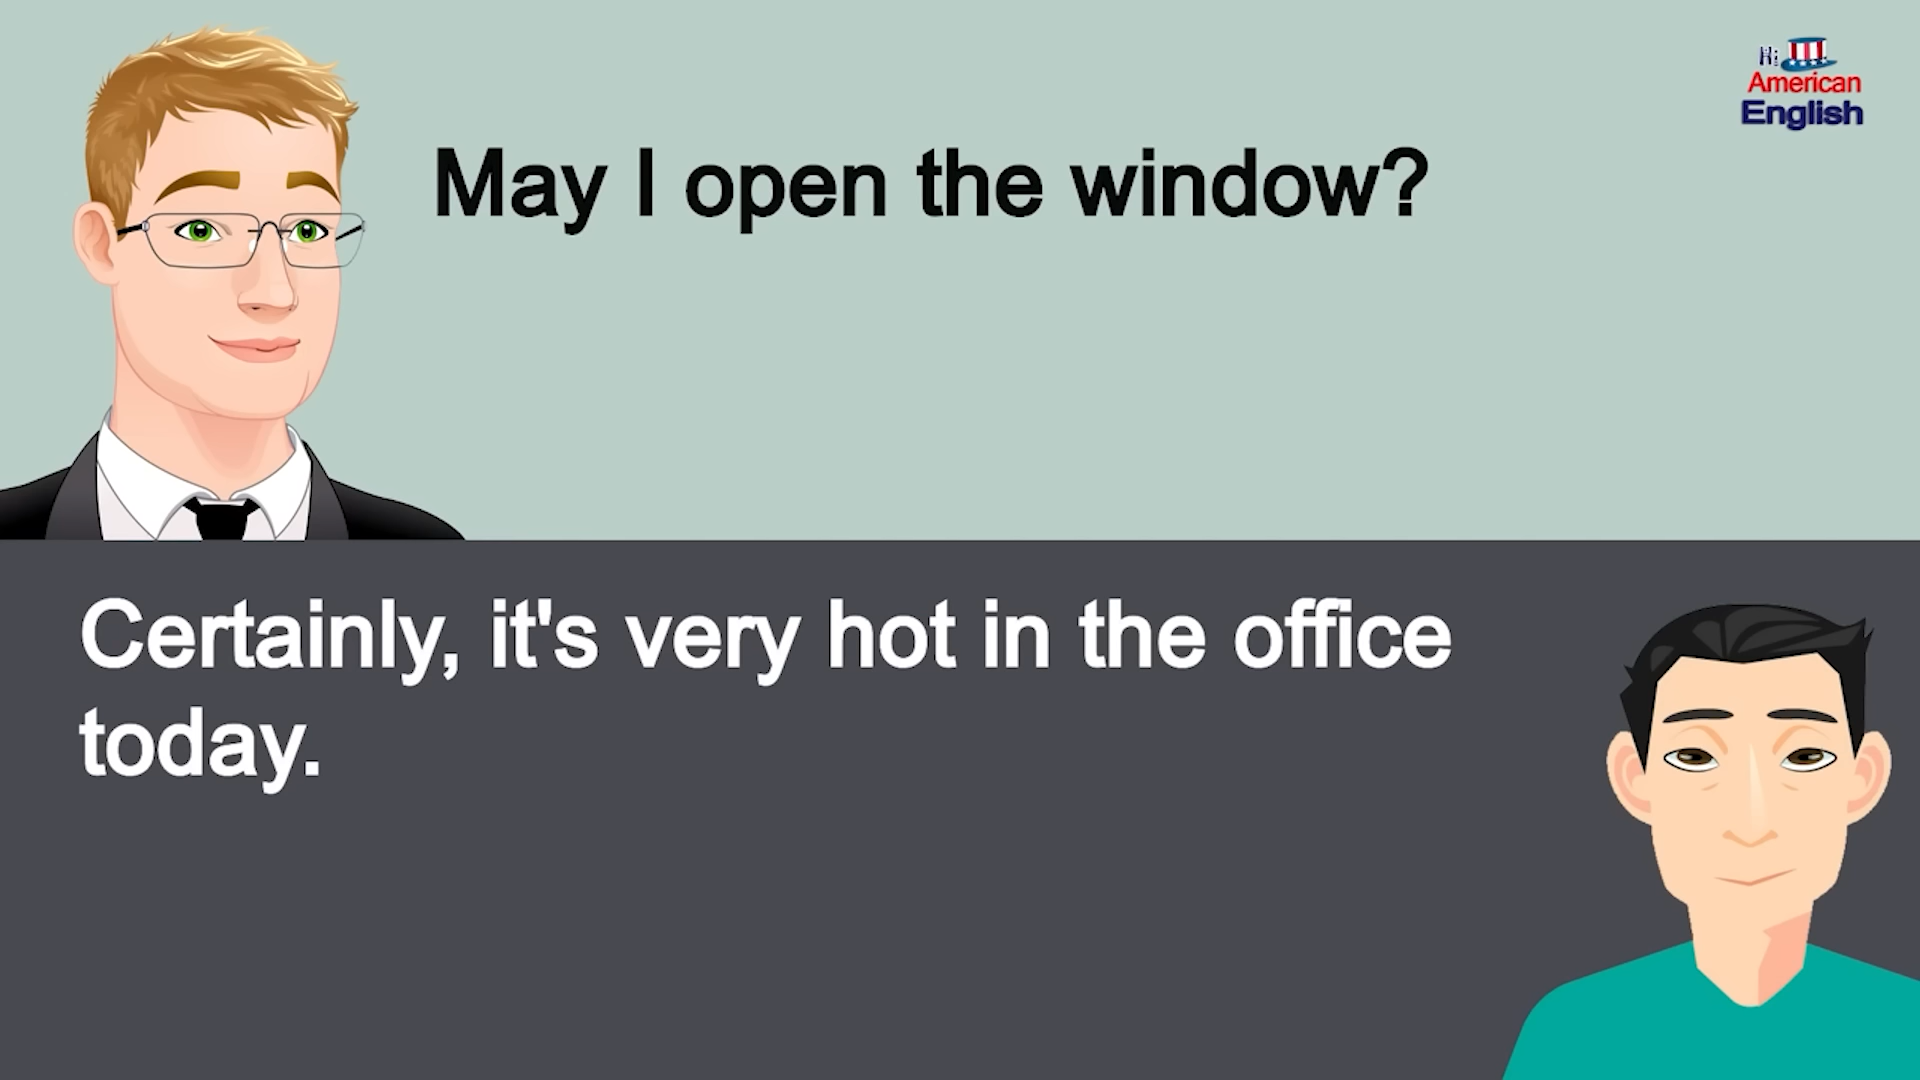 Hi
American
English
May I open the window?
Certainly, it's very hot in the office
today.